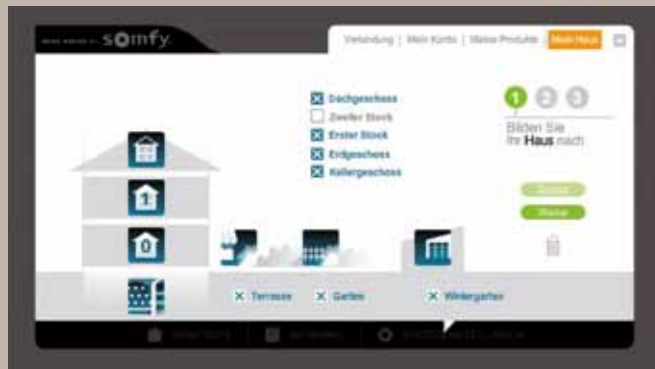 somfy.
Verbindung | Mein Konto | Meine Produkte | Mein Haus
Dachgeschoss
Zweiter Stock
Erster Stock
Erdgeschoss
Kellergeschoss
1 2 3
Bilden Sie
Ihr Haus nach
Zurück
Weiter
1
0
Terrasse
Garten
Wintergarten